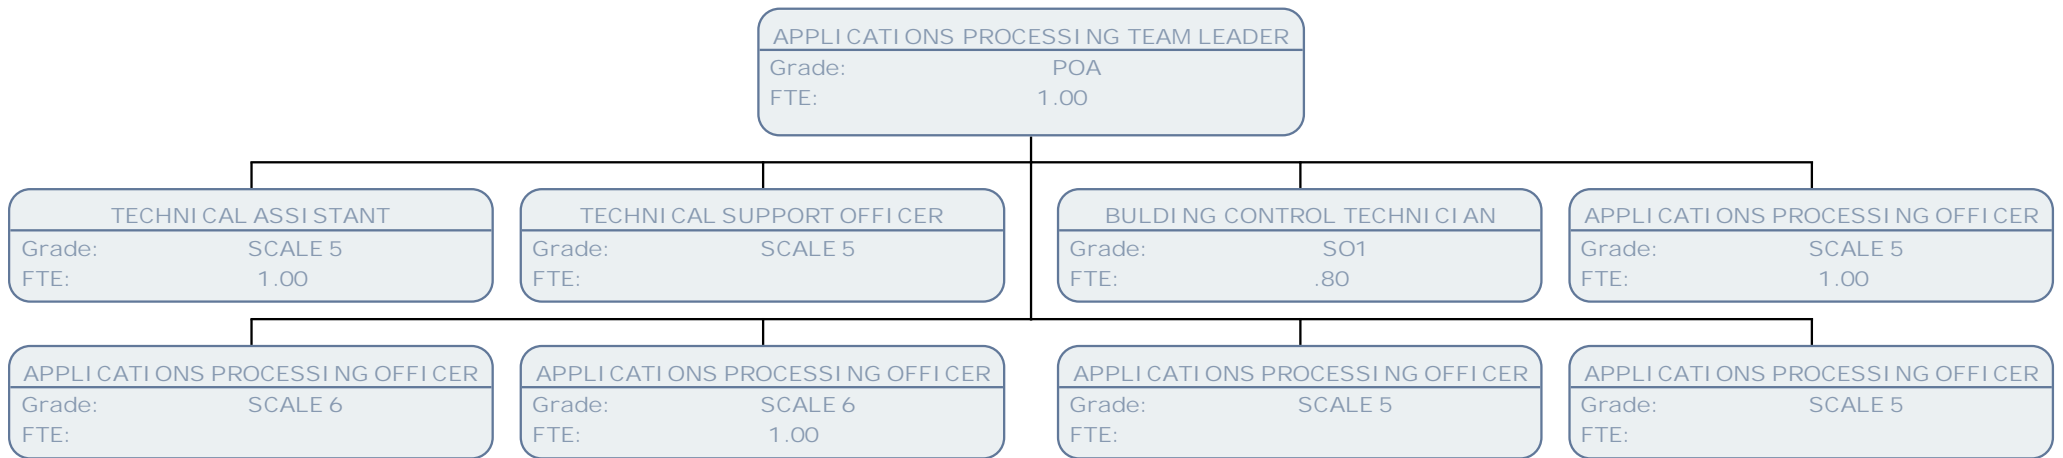 APPLICATIONS PROCESSING TEAM LEADER
Grade: POA
FTE: 1.00
TECHNICAL ASSISTANT
Grade: SCALE 5
FTE: 1.00
TECHNICAL SUPPORT OFFICER
Grade: SCALE 5
FTE:
BULDING CONTROL TECHNICIAN
Grade: SO1
FTE: .80
APPLICATIONS PROCESSING OFFICER
Grade: SCALE 5
FTE: 1.00
APPLICATIONS PROCESSING OFFICER
Grade: SCALE 6
FTE:
APPLICATIONS PROCESSING OFFICER
Grade: SCALE 6
FTE: 1.00
APPLICATIONS PROCESSING OFFICER
Grade: SCALE 5
FTE:
APPLICATIONS PROCESSING OFFICER
Grade: SCALE 5
FTE: